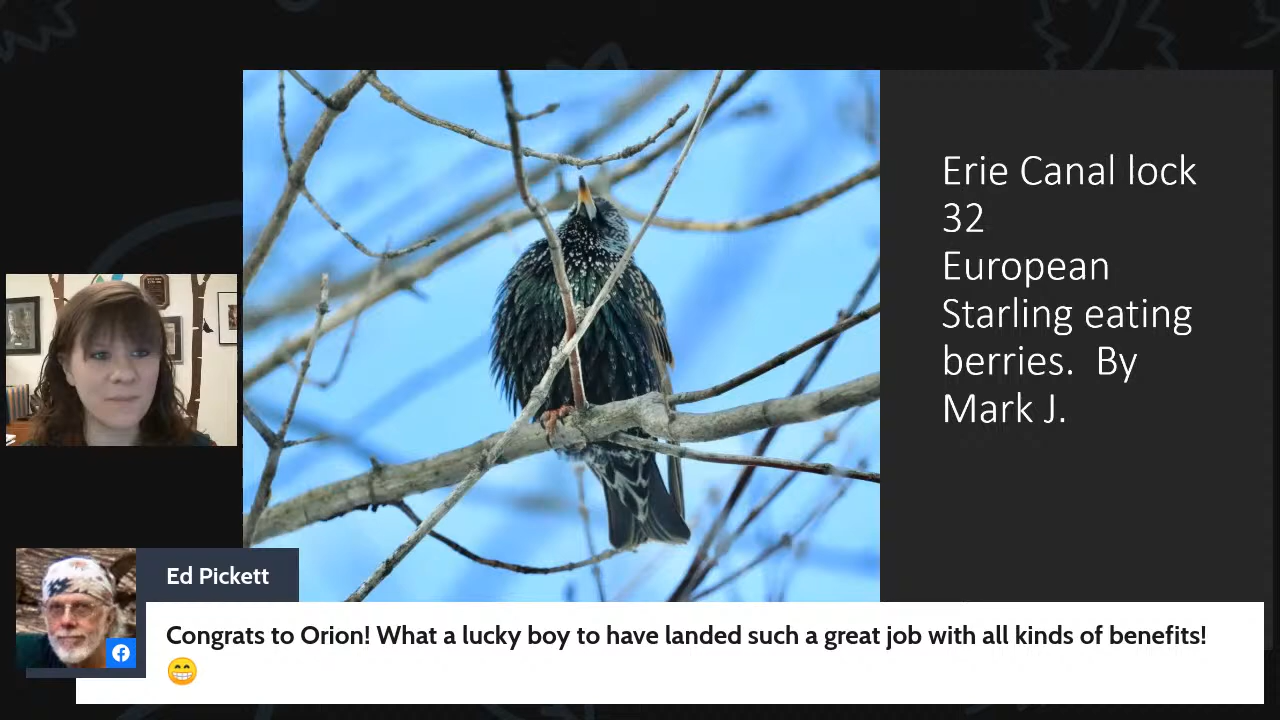 Erie Canal lock
32
European
Starling eating
berries. By
Mark J.
Ed Pickett
Congrats to Orion! What a lucky boy to have landed such a great job with all kinds of benefits!
😁